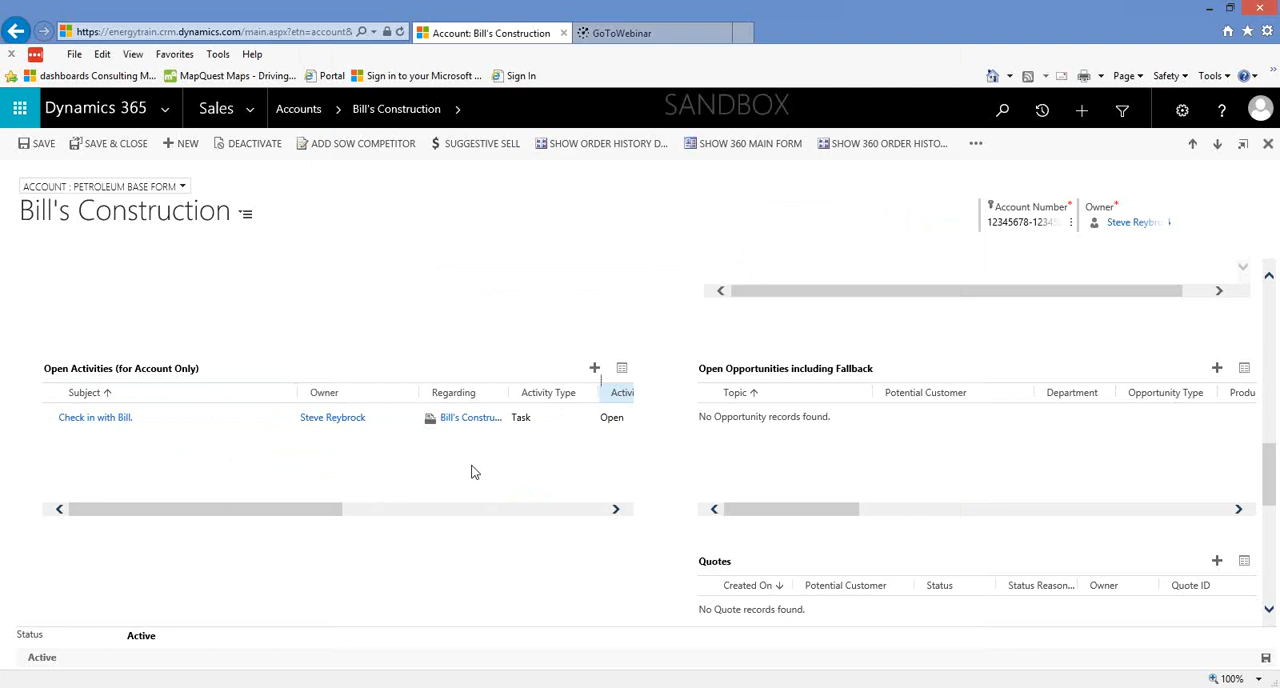 https://energytrain.crm.dynamics.com/main.aspx?etn=account&
Account: Bill's Construction
GoToWebinar
File Edit View Favorites Tools Help
dashboards Consulting M... MapQuest Maps - Driving... Portal Sign in to your Microsoft ... Sign In
Page Safety Tools
Dynamics 365 Sales Accounts Bill's Construction SANDBOX
SAVE SAVE & CLOSE NEW DEACTIVATE ADD SOW COMPETITOR SUGGESTIVE SELL SHOW ORDER HISTORY D... SHOW 360 MAIN FORM SHOW 360 ORDER HISTO...
ACCOUNT : PETROLEUM BASE FORM
Bill's Construction
Account Number* Owner*
12345678-1234 Steve Reybr
Open Activities (for Account Only) Open Opportunities including Fallback
Subject Owner Regarding Activity Type Activi Topic Potential Customer Department Opportunity Type Produ
Check in with Bill. Steve Reybrock Bill's Constru... Task Open No Opportunity records found.
Quotes
Created On Potential Customer Status Status Reason... Owner Quote ID
No Quote records found.
Status Active
Active
100%